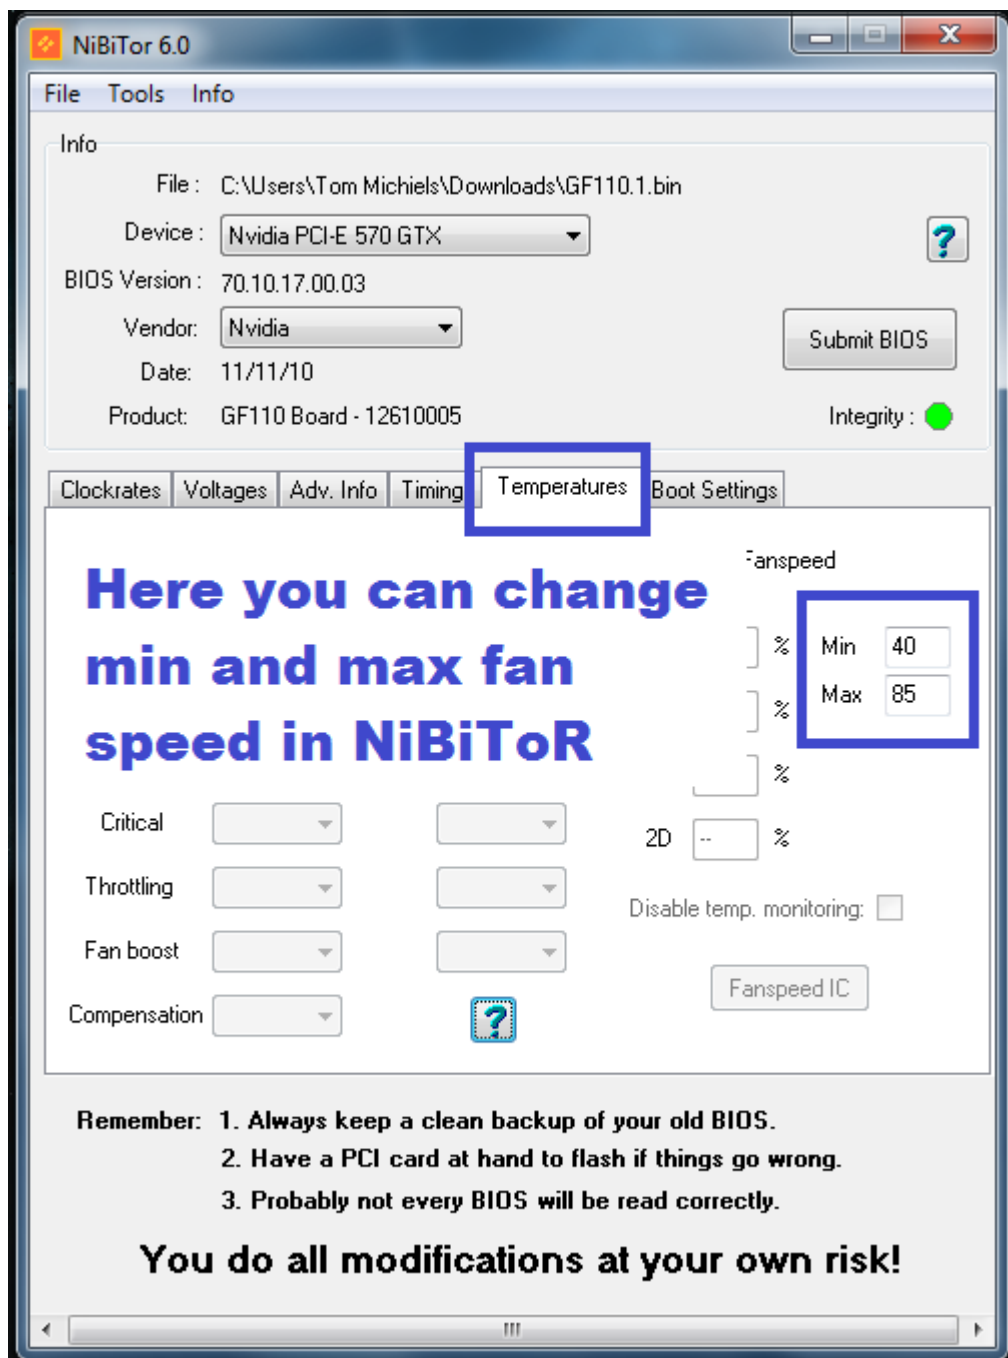 NiBiTor 6.0
File Tools Info
Info
File : C:\Users\Tom Michiels\Downloads\GF110.1.bin
Device : Nvidia PCI-E 570 GTX
BIOS Version : 70.10.17.00.03
Vendor: Nvidia
Submit BIOS
Date: 11/11/10
Product: GF110 Board - 12610005
Integrity :
Clockrates Voltages Adv. Info Timing Temperatures Boot Settings
Fanspeed
Here you can change
min and max fan
speed in NiBiToR
% Min 40
% Max 85
%
Critical
2D -- %
Throttling
Disable temp. monitoring:
Fan boost
Fanspeed IC
Compensation ?
Remember: 1. Always keep a clean backup of your old BIOS.
2. Have a PCI card at hand to flash if things go wrong.
3. Probably not every BIOS will be read correctly.
You do all modifications at your own risk!